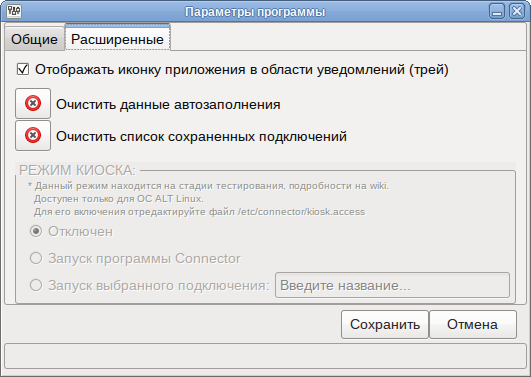 Параметры программы
Общие Расширенные
Отображать иконку приложения в области уведомлений (трей)
Очистить данные автозаполнения
Очистить список сохраненных подключений
РЕЖИМ КИОСКА:
* Данный режим находится на стадии тестирования, подробности на wiki.
Доступен только для ОС ALT Linux.
Для его включения отредактируйте файл /etc/connector/kiosk.access
Отключен
Запуск программы Connector
Запуск выбранного подключения: Введите название...
Сохранить Отмена